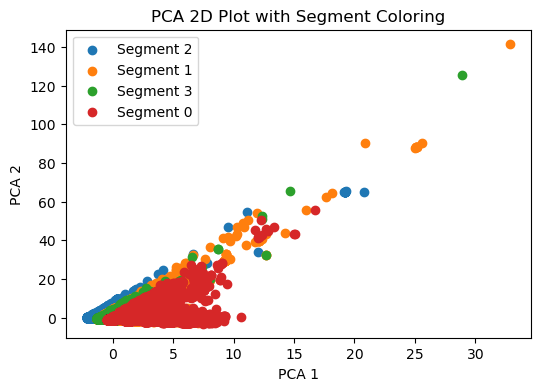 PCA 2D Plot with Segment Coloring
Segment 2
Segment 1
Segment 3
Segment 0
PCA 2
140
120
100
80
60
40
20
0
0 5 10 15 20 25 30
PCA 1